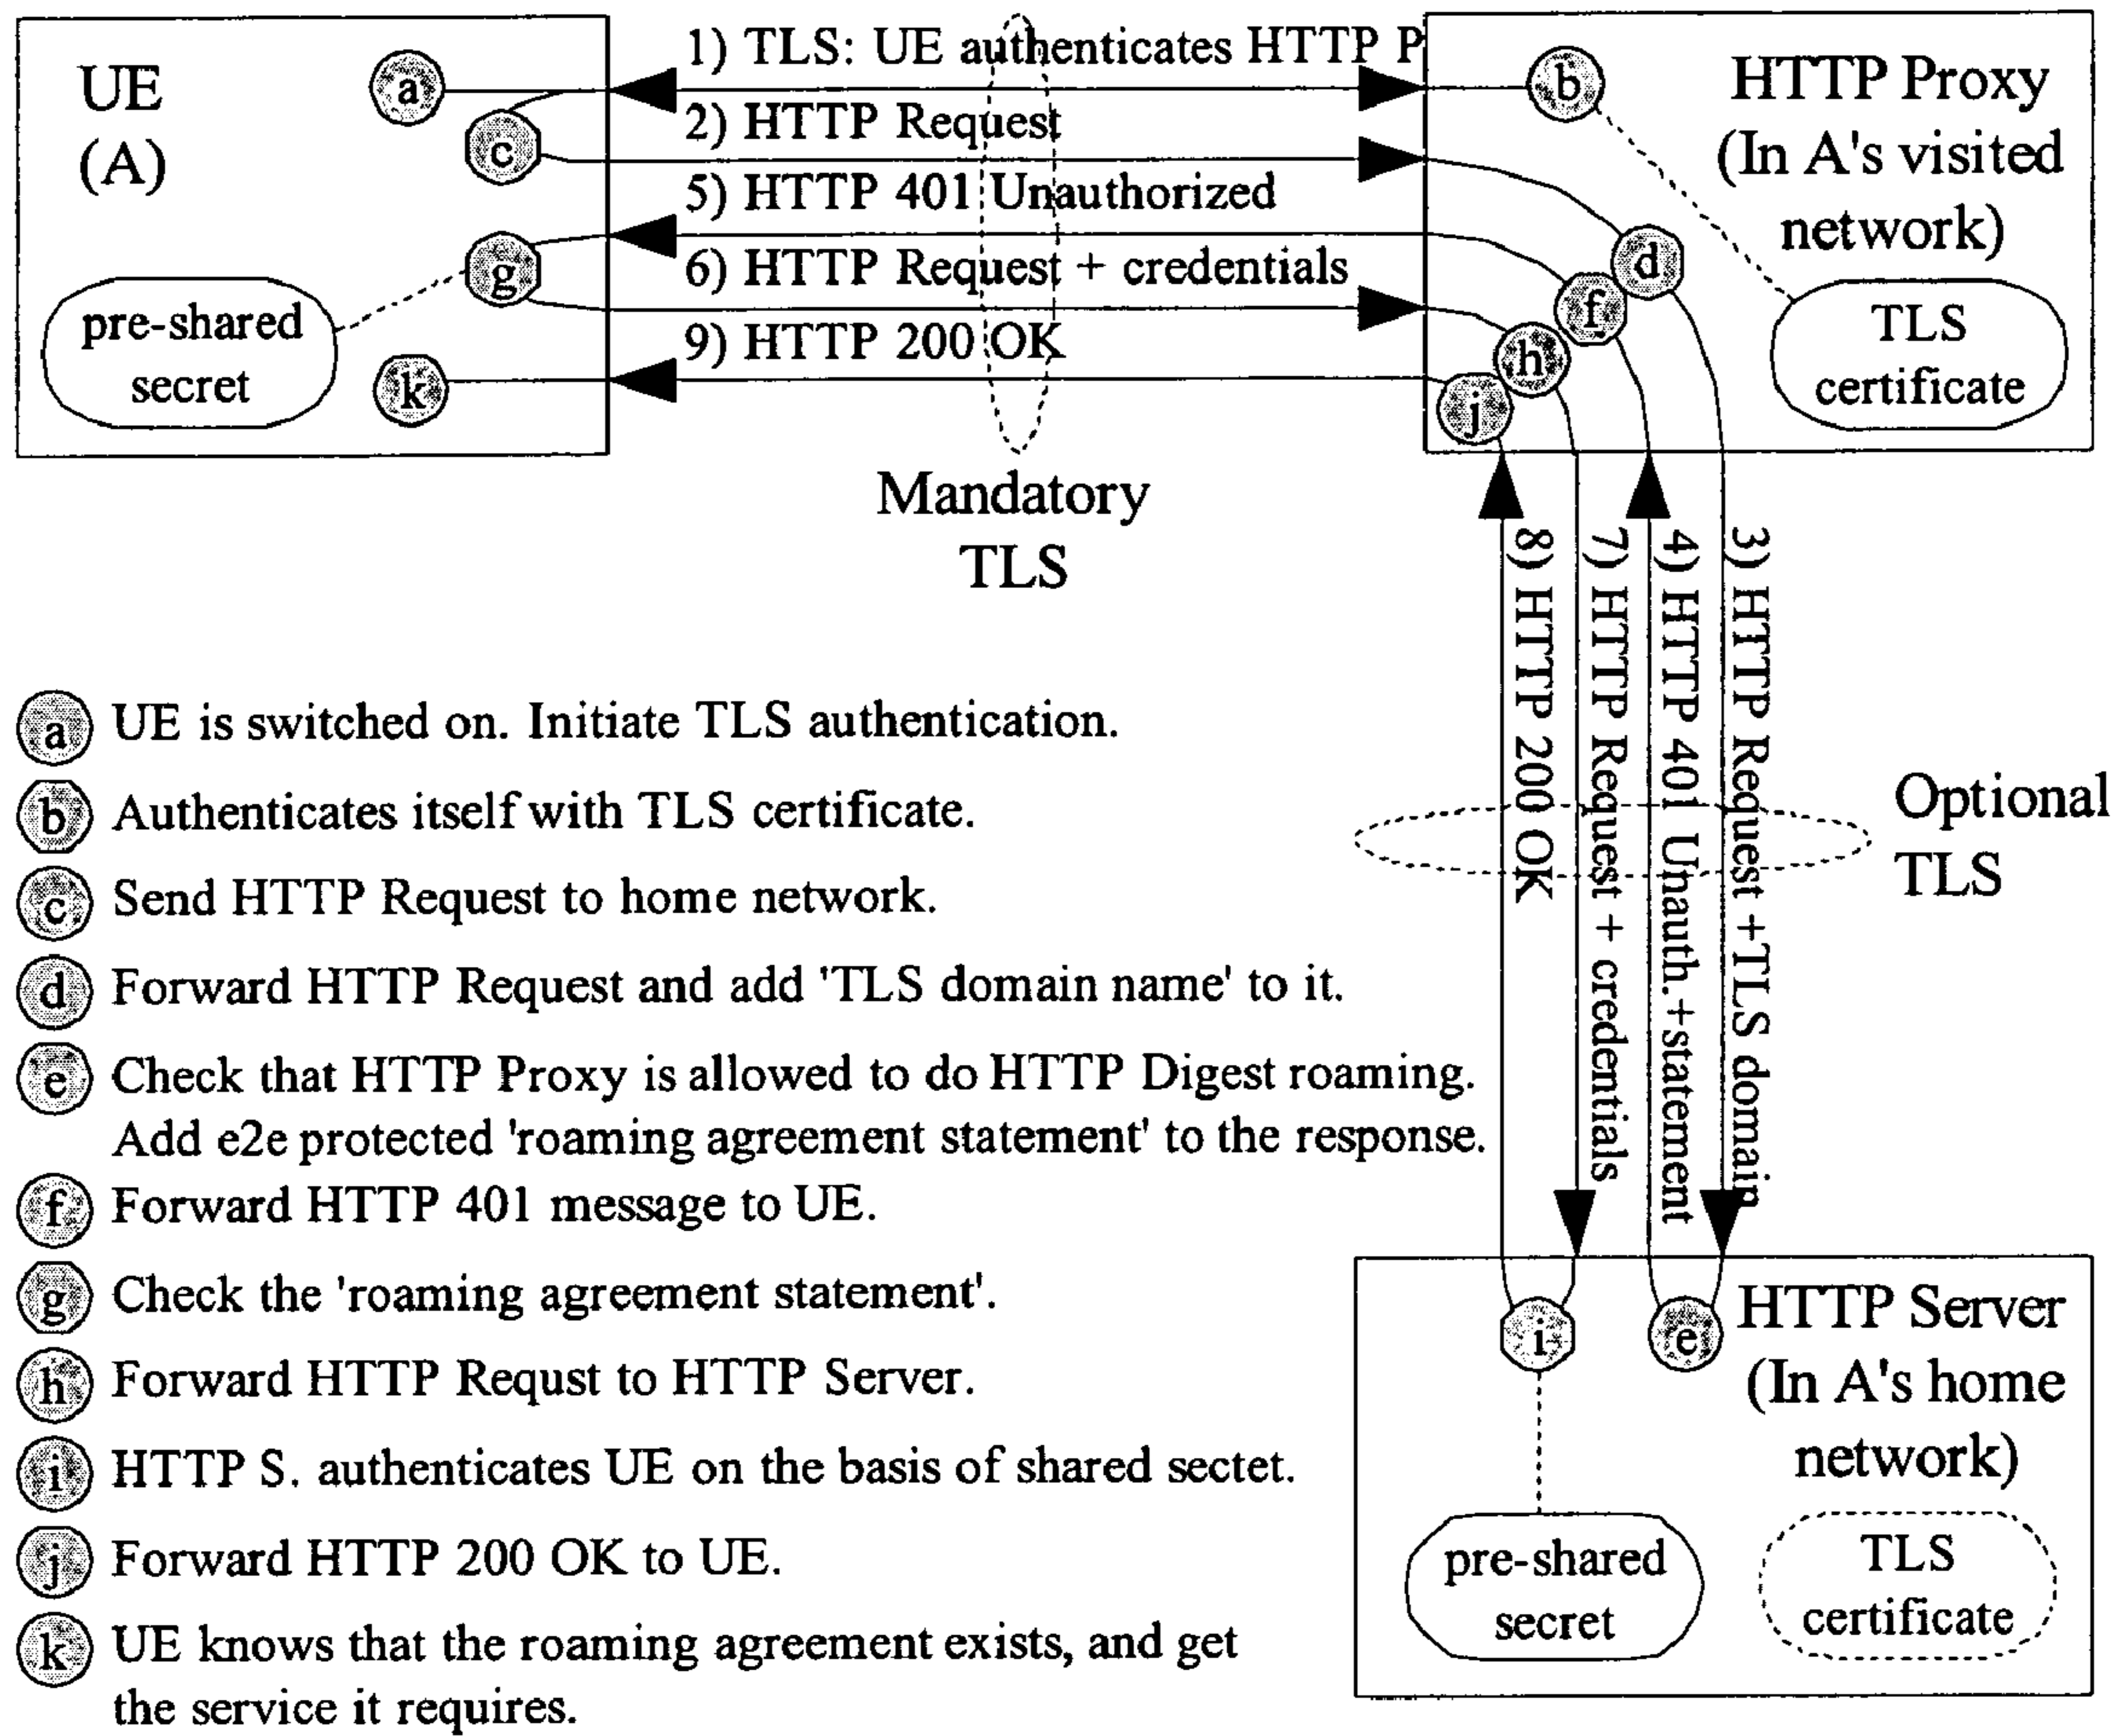 UE
(A)
a
c
g
k
pre-shared
secret
1) TLS: UE authenticates HTTP P
2) HTTP Request
5) HTTP 401 Unauthorized
6) HTTP Request + credentials
9) HTTP 200 OK
Mandatory
TLS
b
d
f
h
j
HTTP Proxy
(In A's visited
network)
TLS
certificate
8) HTTP 200 OK
7) HTTP Request + credentials
4) HTTP 401 Unauth.+statement
3) HTTP Request +TLS domain
Optional
TLS
a UE is switched on. Initiate TLS authentication.
b Authenticates itself with TLS certificate.
c Send HTTP Request to home network.
d Forward HTTP Request and add 'TLS domain name' to it.
e Check that HTTP Proxy is allowed to do HTTP Digest roaming.
Add e2e protected 'roaming agreement statement' to the response.
f Forward HTTP 401 message to UE.
g Check the 'roaming agreement statement'.
h Forward HTTP Requst to HTTP Server.
i HTTP S. authenticates UE on the basis of shared sectet.
j Forward HTTP 200 OK to UE.
k UE knows that the roaming agreement exists, and get
the service it requires.
i
e
HTTP Server
(In A's home
network)
pre-shared
secret
TLS
certificate